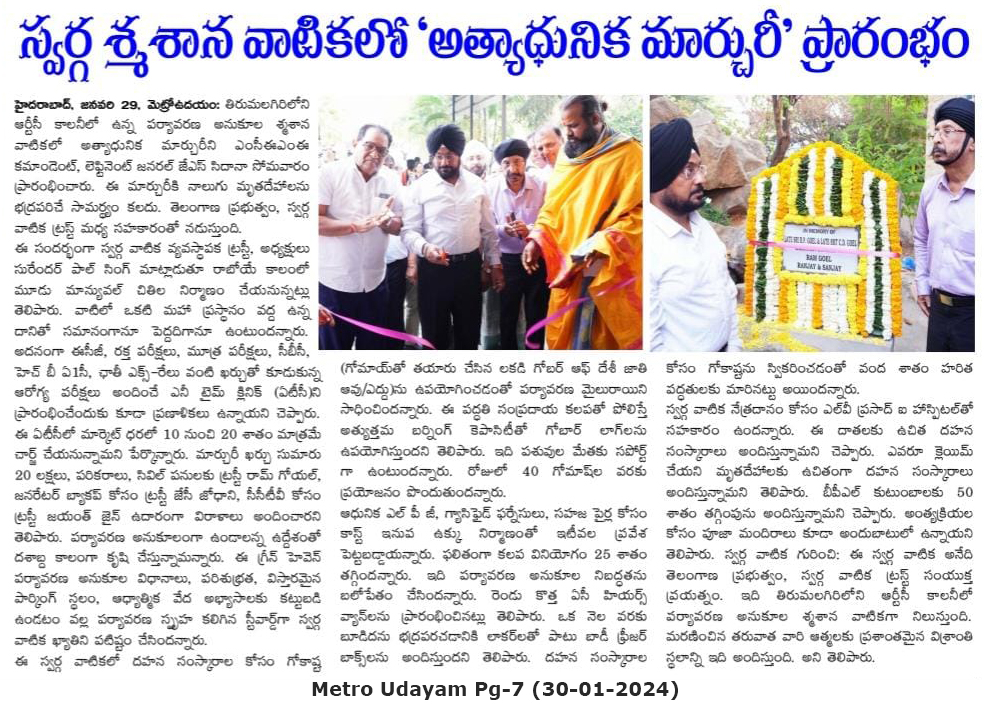 స్వర్గ శ్మశాన వాటికలో ‘అత్యాధునిక మార్చురీ’ ప్రారంభం
హైదరాబాద్, జనవరి 29, మెట్రోఉదయం: తిరుమలగిరిలోని
ఆర్టీసీ కాలనీలో ఉన్న పర్యావరణ అనుకూల శ్మశాన
వాటికలో అత్యాధునిక మార్చురీని ఎంసీఈఎంఈ
కమాండెంట్, లెఫ్టినెంట్ జనరల్ జేఎస్ సిదానా సోమవారం
ప్రారంభించారు. ఈ మార్చురీకి నాలుగు మృతదేహాలను
భద్రపరిచే సామర్థ్యం కలదు. తెలంగాణ ప్రభుత్వం, స్వర్గ
వాటిక ట్రస్ట్ మధ్య సహకారంతో నడుస్తుంది.
ఈ సందర్భంగా స్వర్గ వాటిక వ్యవస్థాపక ట్రస్టీ, అధ్యక్షులు
సురేందర్ పాల్ సింగ్ మాట్లాడుతూ రాబోయే కాలంలో
మూడు మాన్యువల్ చితిల నిర్మాణం చేయనున్నట్లు
తెలిపారు. వాటిలో ఒకటి మహా ప్రస్థానం వద్ద ఉన్న
దానితో సమానంగానూ పెద్దదిగానూ ఉంటుందన్నారు.
అదనంగా ఈసీజీ, రక్త పరీక్షలు, మూత్ర పరీక్షలు, సీబీసీ,
హెచ్ బీ ఏ1సీ, ఛాతీ ఎక్స్-రేలు వంటి ఖర్చుతో కూడుకున్న
ఆరోగ్య పరీక్షలు అందించే ఎనీ టైమ్ క్లినిక్ (ఏటీసీ)ని
ప్రారంభించేందుకు కూడా ప్రణాళికలు ఉన్నాయని చెప్పారు.
ఈ ఏటీసీలో మార్కెట్ ధరలో 10 నుంచి 20 శాతం మాత్రమే
చార్జ్ చేయనున్నామని పేర్కొన్నారు. మార్చురీ ఖర్చు సుమారు
20 లక్షలు, పరికరాలు, సివిల్ పనులకు ట్రస్టీ రామ్ గోయల్,
జనరేటర్ బ్యాకప్ కోసం ట్రస్టీ జేసీ జోధాని, సీసీటీవీ కోసం
ట్రస్టీ జయంత్ జైన్ ఉదారంగా విరాళాలు అందించారని
తెలిపారు. పర్యావరణ అనుకూలంగా ఉండాలన్న ఉద్దేశంతో
దశాబ్ద కాలంగా కృషి చేస్తున్నామన్నారు. ఈ గ్రీన్ హెవెన్
పర్యావరణ అనుకూల విధానాలు, పరిశుభ్రత, విస్తారమైన
పార్కింగ్ స్థలం, ఆధ్యాత్మిక వేద అభ్యాసాలకు కట్టుబడి
ఉండటం వల్ల పర్యావరణ స్పృహ కలిగిన స్టీవార్డ్‌గా స్వర్గ
వాటిక ఖ్యాతిని పటిష్టం చేసిందన్నారు.
ఈ స్వర్గ వాటికలో దహన సంస్కారాల కోసం గోకాష్ట
(గోమయ్‌తో తయారు చేసిన లకడి గోబర్ ఆఫ్ దేశీ జాతి
ఆవు/ఎద్దు)ను ఉపయోగించడంతో పర్యావరణ మైలురాయిని
సాధించిందన్నారు. ఈ పద్ధతి సంప్రదాయ కలపతో పోలిస్తే
అత్యుత్తమ బర్నింగ్ కెపాసిటీతో గోబార్ లాగ్‌లను
ఉపయోగిస్తుందని తెలిపారు. ఇది పశువుల మేతకు సపోర్ట్
గా ఉంటుందన్నారు. రోజులో 40 గోమాష్‌ల వరకు
ప్రయోజనం పొందుతుందన్నారు.
ఆధునిక ఎల్ పీ జీ, గ్యాసిఫైడ్ ఫర్నేసులు, సహజ పైర్ల కోసం
కాస్ట్ ఇనుప ఉక్కు నిర్మాణంతో ఇటీవల ప్రవేశ
పెట్టబడ్డాయన్నారు. ఫలితంగా కలప వినియోగం 25 శాతం
తగ్గిందన్నారు. ఇది పర్యావరణ అనుకూల నిబద్ధతను
బలోపేతం చేసిందన్నారు. రెండు కొత్త ఏసీ హియర్స్
వ్యాన్‌లను ప్రారంభించినట్లు తెలిపారు. ఒక నెల వరకు
బూడిదను భద్రపరచడానికి లాకర్‌లతో పాటు బాడీ ఫ్రీజర్
బాక్స్‌లను అందిస్తుందని తెలిపారు. దహన సంస్కారాల
IN MEMORY OF
LATE SRI D.P. GOEL & LATE SMT C.D. GOEL
RAM GOEL
RANJAY & SANJAY
కోసం గోకాష్టను స్వికరించడంతో వంద శాతం హరిత
పద్ధతులకు మారినట్టు అయిందన్నారు.
స్వర్గ వాటిక నేత్రదానం కోసం ఎల్‌వీ ప్రసాద్ ఐ హాస్పిటల్‌తో
సహకారం ఉందన్నారు. ఈ దాతలకు ఉచిత దహన
సంస్కారాలు అందిస్తున్నామని చెప్పారు. ఎవరూ క్లెయిమ్
చేయని మృతదేహాలకు ఉచితంగా దహన సంస్కారాలు
అందిస్తున్నామని తెలిపారు. బీపీఎల్ కుటుంబాలకు 50
శాతం తగ్గింపును అందిస్తున్నామని చెప్పారు. అంత్యక్రియల
కోసం పూజా మందిరాలు కూడా అందుబాటులో ఉన్నాయని
తెలిపారు. స్వర్గ వాటిక గురించి: ఈ స్వర్గ వాటిక అనేది
తెలంగాణ ప్రభుత్వం, స్వర్గ వాటిక ట్రస్ట్ సంయుక్త
ప్రయత్నం. ఇది తిరుమలగిరిలోని ఆర్టీసీ కాలనీలో
పర్యావరణ అనుకూల శ్మశాన వాటికగా నిలుస్తుంది.
మరణించిన తరువాత వారి ఆత్మలకు ప్రశాంతమైన విశ్రాంతి
స్థలాన్ని ఇది అందిస్తుంది. అని తెలిపారు.
Metro Udayam Pg-7 (30-01-2024)